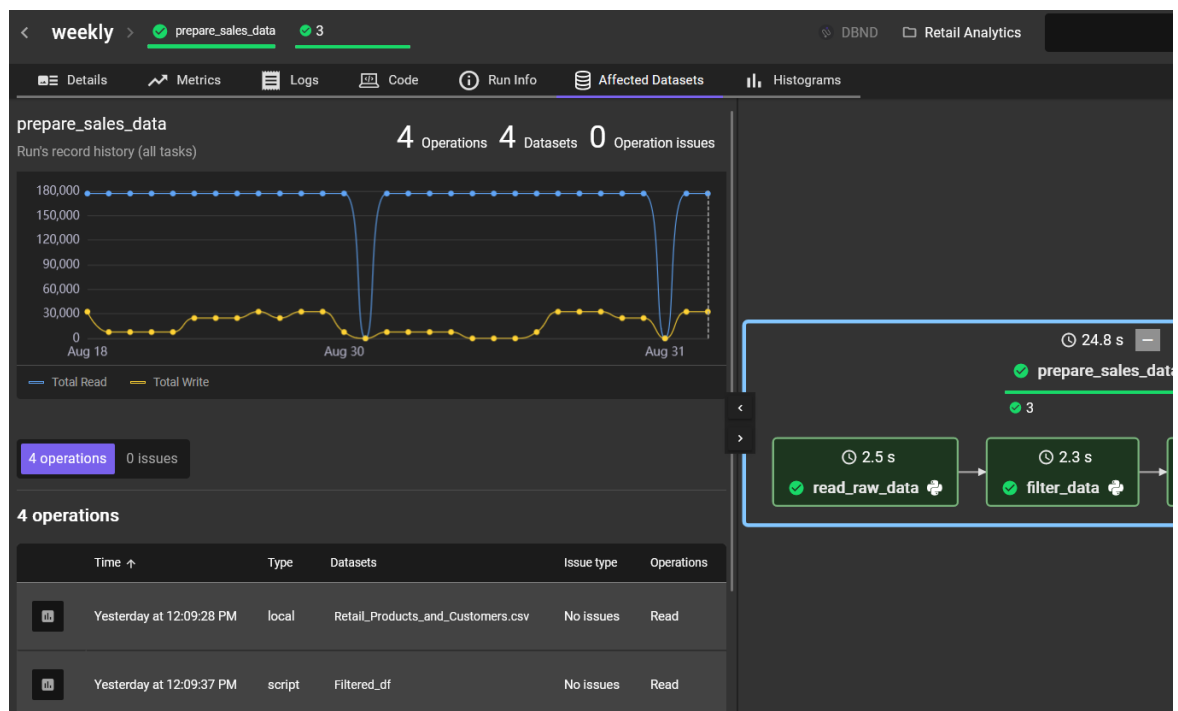 weekly > prepare_sales_data 3 DBND Retail Analytics
Details Metrics Logs Code Run Info Affected Datasets Histograms
prepare_sales_data
Run's record history (all tasks)
4 Operations 4 Datasets 0 Operation issues
180,000
150,000
120,000
90,000
60,000
30,000
0
Aug 18 Aug 30 Aug 31
Total Read Total Write
4 operations 0 issues
4 operations
Time Type Datasets Issue type Operations
Yesterday at 12:09:28 PM local Retail_Products_and_Customers.csv No issues Read
Yesterday at 12:09:37 PM script Filtered_df No issues Read
24.8 s
prepare_sales_data
3
2.5 s
read_raw_data
2.3 s
filter_data